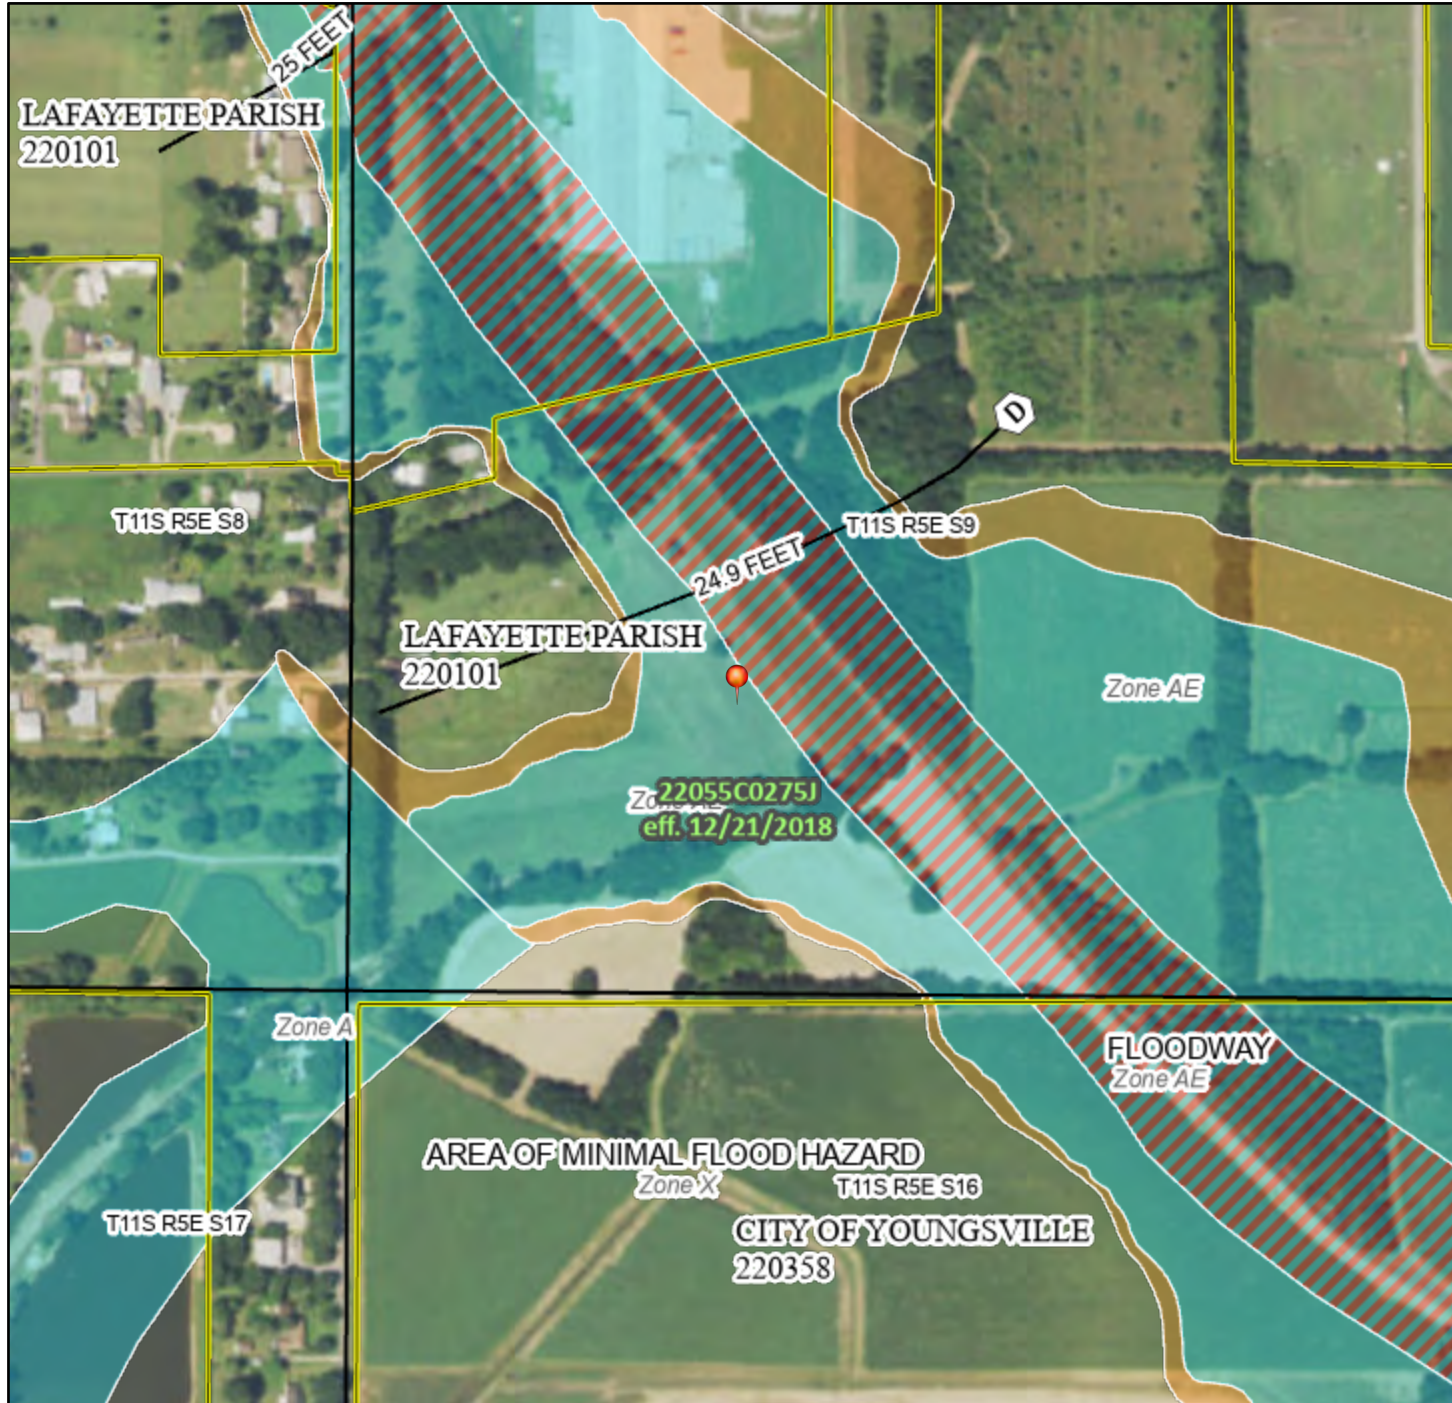 25 FEET
LAFAYETTE PARISH
220101
D
T11S R5E S8
T11S R5E S9
24.9 FEET
LAFAYETTE PARISH
220101
Zone AE
22055C0275J
eff. 12/21/2018
Zone A
FLOODWAY
Zone AE
AREA OF MINIMAL FLOOD HAZARD
Zone X
T11S R5E S16
T11S R5E S17
CITY OF YOUNGSVILLE
220358